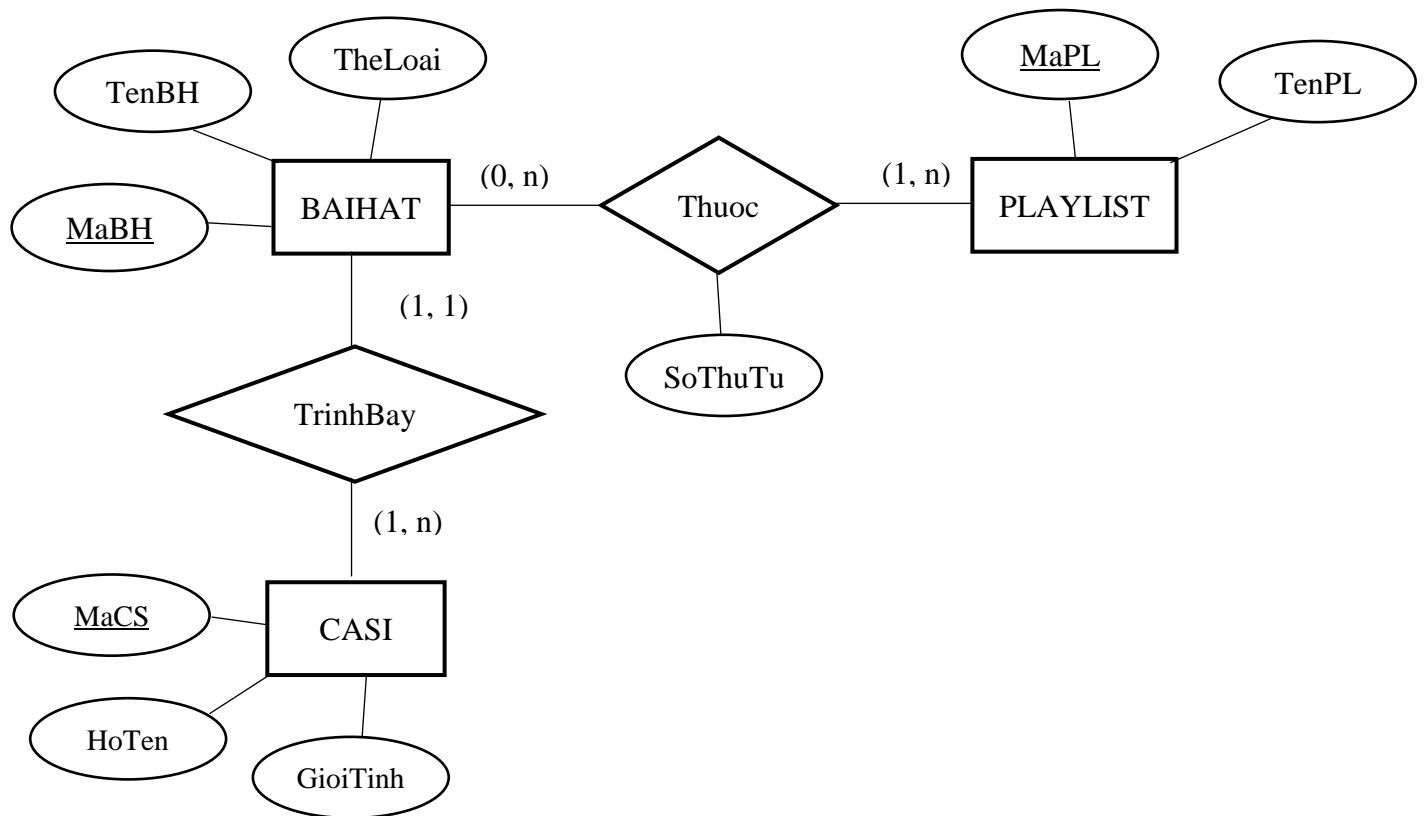 MaPL
TheLoai
TenPL
TenBH
(0, n)
(1, n)
BAIHAT
Thuoc
PLAYLIST
MaBH
(1, 1)
SoThuTu
TrinhBay
(1, n)
MaCS
CASI
HoTen
GioiTinh